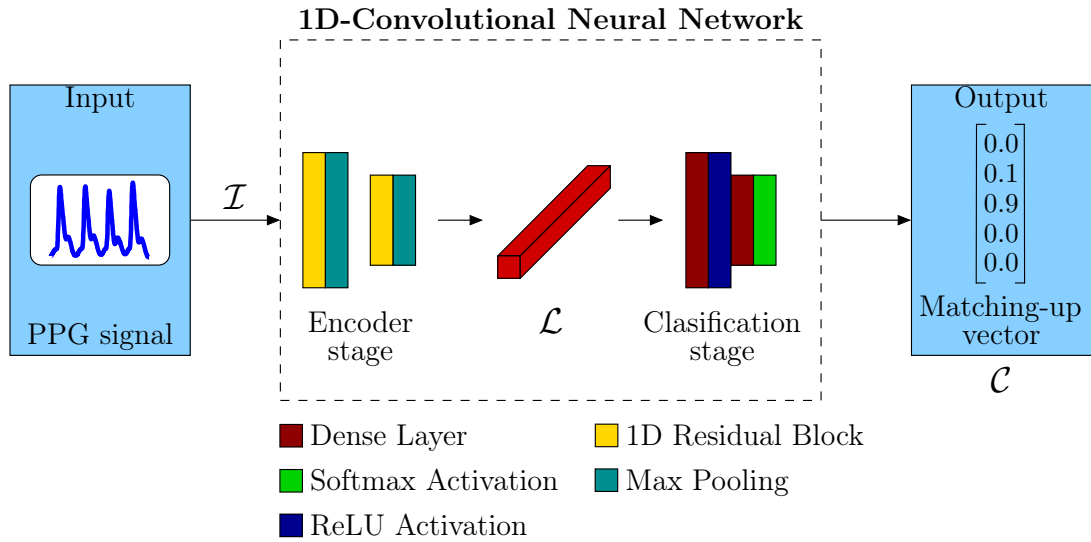 1D-Convolutional Neural Network
Input
PPG signal
ℐ
Encoder
stage
ℒ
Clasification
stage
Output
0.0
0.1
0.9
0.0
0.0
Matching-up
vector
𝒞
Dense Layer
Softmax Activation
ReLU Activation
1D Residual Block
Max Pooling